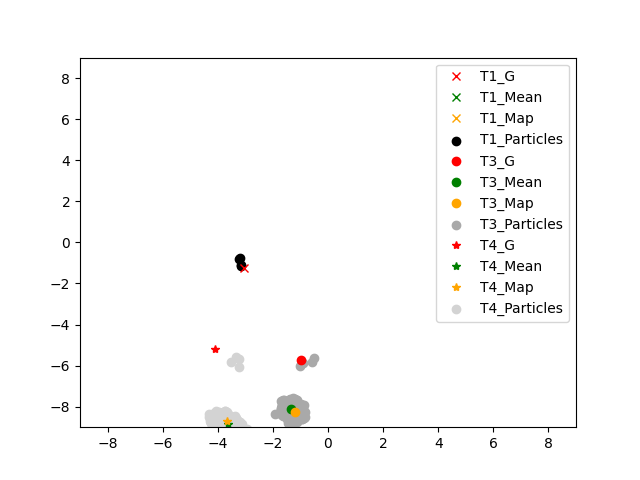 8
6
4
2
0
−2
−4
−6
−8
−8 −6 −4 −2 0 2 4 6 8
T1_G
T1_Mean
T1_Map
T1_Particles
T3_G
T3_Mean
T3_Map
T3_Particles
T4_G
T4_Mean
T4_Map
T4_Particles